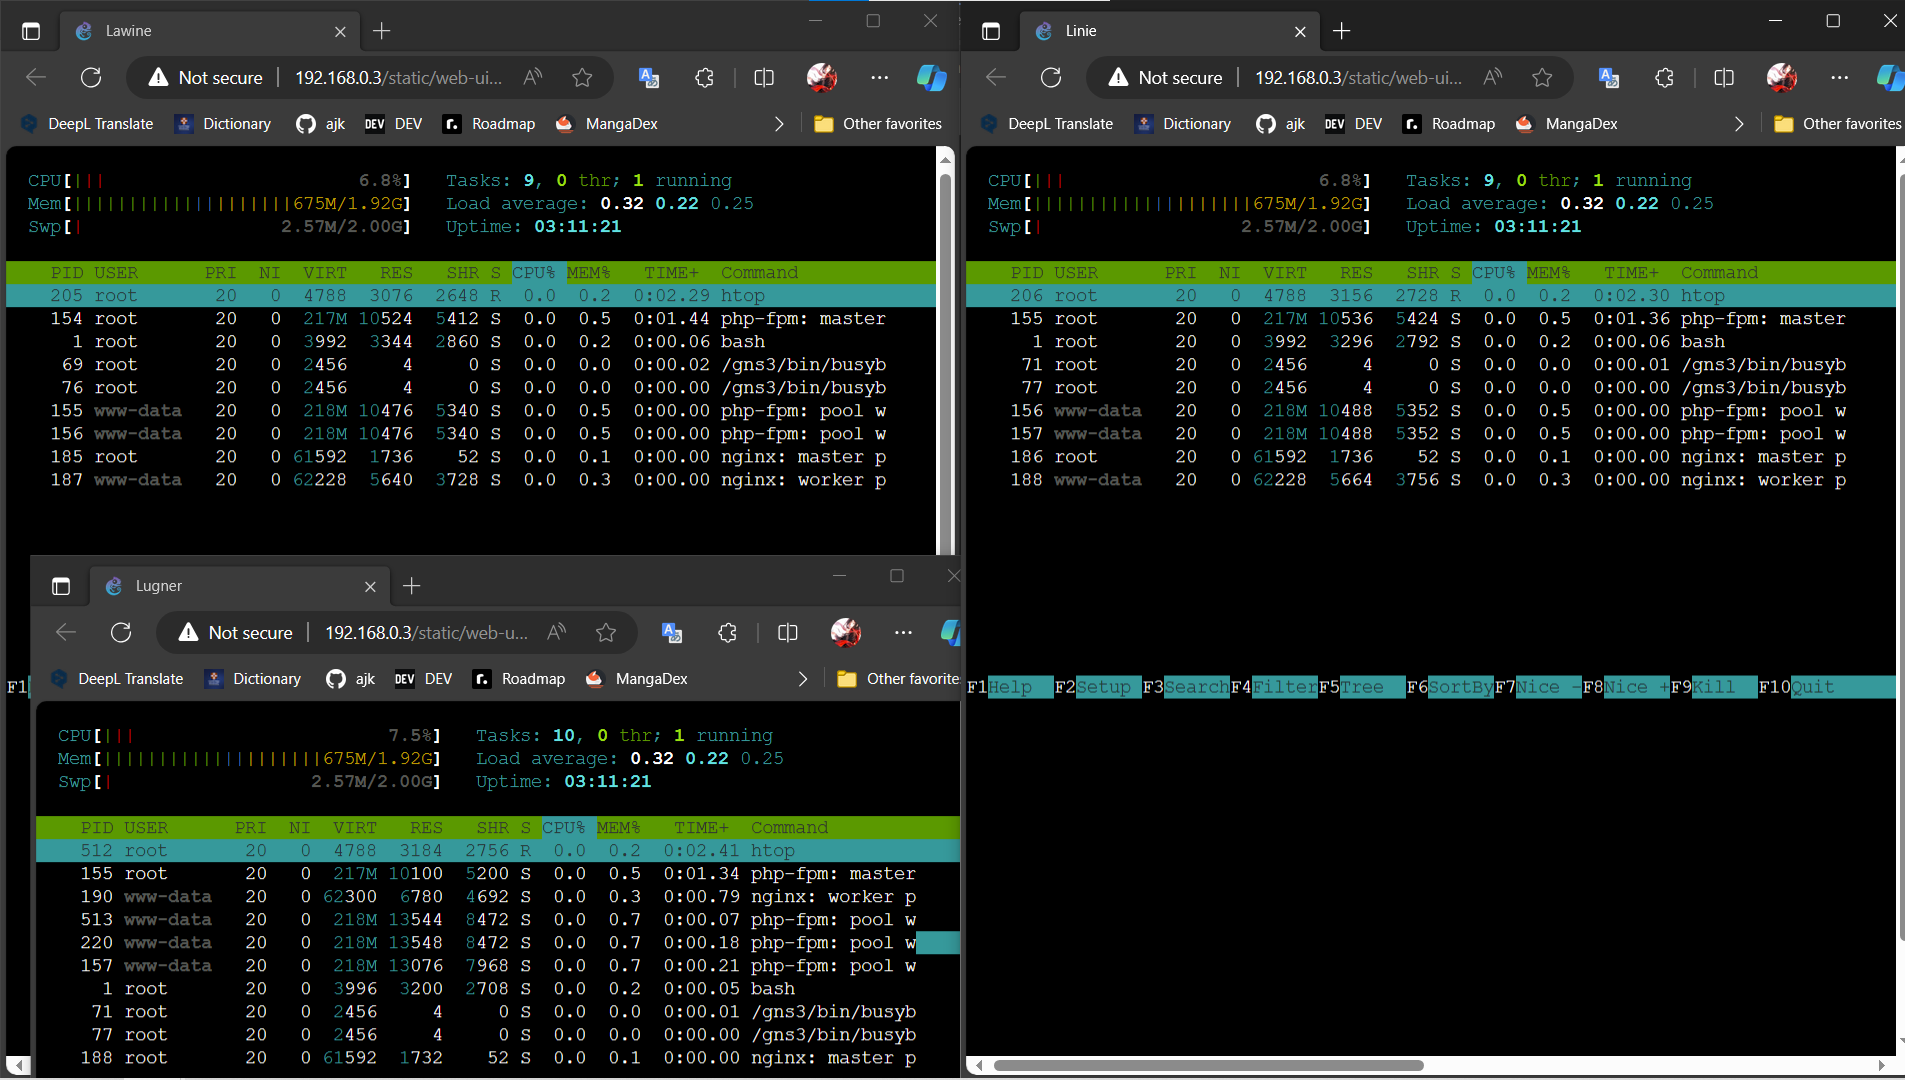 Lawine
Not secure 192.168.0.3/static/web-ui...
DeepL Translate Dictionary ajk DEV DEV Roadmap MangaDex Other favorites
CPU[||| 6.8%] Tasks: 9, 0 thr; 1 running
Mem[||||||||||||||||||||675M/1.92G] Load average: 0.32 0.22 0.25
Swp[| 2.57M/2.00G] Uptime: 03:11:21
PID USER PRI NI VIRT RES SHR S CPU% MEM% TIME+ Command
205 root 20 0 4788 3076 2648 R 0.0 0.2 0:02.29 htop
154 root 20 0 217M 10524 5412 S 0.0 0.5 0:01.44 php-fpm: master
1 root 20 0 3992 3344 2860 S 0.0 0.2 0:00.06 bash
69 root 20 0 2456 4 0 S 0.0 0.0 0:00.02 /gns3/bin/busyb
76 root 20 0 2456 4 0 S 0.0 0.0 0:00.00 /gns3/bin/busyb
155 www-data 20 0 218M 10476 5340 S 0.0 0.5 0:00.00 php-fpm: pool w
156 www-data 20 0 218M 10476 5340 S 0.0 0.5 0:00.00 php-fpm: pool w
185 root 20 0 61592 1736 52 S 0.0 0.1 0:00.00 nginx: master p
187 www-data 20 0 62228 5640 3728 S 0.0 0.3 0:00.00 nginx: worker p
F1
Lugner
Not secure 192.168.0.3/static/web-u...
DeepL Translate Dictionary ajk DEV DEV Roadmap MangaDex Other favorite
CPU[||| 7.5%] Tasks: 10, 0 thr; 1 running
Mem[||||||||||||||||||||675M/1.92G] Load average: 0.32 0.22 0.25
Swp[| 2.57M/2.00G] Uptime: 03:11:21
PID USER PRI NI VIRT RES SHR S CPU% MEM% TIME+ Command
512 root 20 0 4788 3184 2756 R 0.0 0.2 0:02.41 htop
155 root 20 0 217M 10100 5200 S 0.0 0.5 0:01.34 php-fpm: master
190 www-data 20 0 62300 6780 4692 S 0.0 0.3 0:00.79 nginx: worker p
513 www-data 20 0 218M 13544 8472 S 0.0 0.7 0:00.07 php-fpm: pool w
220 www-data 20 0 218M 13548 8472 S 0.0 0.7 0:00.18 php-fpm: pool w
157 www-data 20 0 218M 13076 7968 S 0.0 0.7 0:00.21 php-fpm: pool w
1 root 20 0 3996 3200 2708 S 0.0 0.2 0:00.05 bash
71 root 20 0 2456 4 0 S 0.0 0.0 0:00.01 /gns3/bin/busyb
77 root 20 0 2456 4 0 S 0.0 0.0 0:00.00 /gns3/bin/busyb
188 root 20 0 61592 1732 52 S 0.0 0.1 0:00.00 nginx: master p
Linie
Not secure 192.168.0.3/static/web-ui...
DeepL Translate Dictionary ajk DEV DEV Roadmap MangaDex Other favorites
CPU[||| 6.8%] Tasks: 9, 0 thr; 1 running
Mem[||||||||||||||||||||675M/1.92G] Load average: 0.32 0.22 0.25
Swp[| 2.57M/2.00G] Uptime: 03:11:21
PID USER PRI NI VIRT RES SHR S CPU% MEM% TIME+ Command
206 root 20 0 4788 3156 2728 R 0.0 0.2 0:02.30 htop
155 root 20 0 217M 10536 5424 S 0.0 0.5 0:01.36 php-fpm: master
1 root 20 0 3992 3296 2792 S 0.0 0.2 0:00.06 bash
71 root 20 0 2456 4 0 S 0.0 0.0 0:00.01 /gns3/bin/busyb
77 root 20 0 2456 4 0 S 0.0 0.0 0:00.00 /gns3/bin/busyb
156 www-data 20 0 218M 10488 5352 S 0.0 0.5 0:00.00 php-fpm: pool w
157 www-data 20 0 218M 10488 5352 S 0.0 0.5 0:00.00 php-fpm: pool w
186 root 20 0 61592 1736 52 S 0.0 0.1 0:00.00 nginx: master p
188 www-data 20 0 62228 5664 3756 S 0.0 0.3 0:00.00 nginx: worker p
F1Help F2Setup F3SearchF4FilterF5Tree F6SortByF7Nice -F8Nice +F9Kill F10Quit